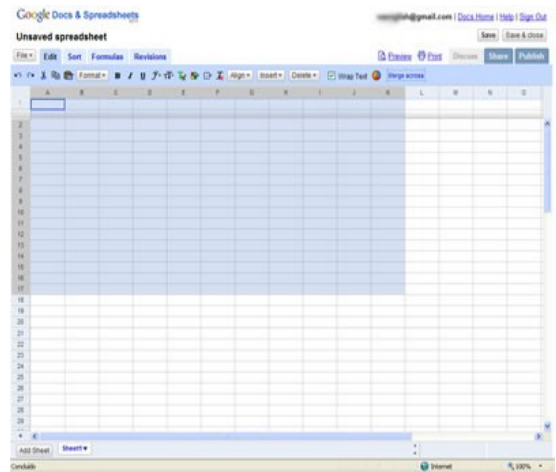 Google Docs & Spreadsheets
@gmail.com | Docs Home | Help | Sign Out
Unsaved spreadsheet
Save Save & close
File Edit Sort Formulas Revisions
Preview Print Discuss Share Publish
Format B I U Align Insert Delete Wrap Text Merge across
A B C D E F G H I J K L M N O
1
2
3
4
5
6
7
8
9
10
11
12
13
14
15
16
17
18
19
20
21
22
23
24
25
26
27
28
29
Add Sheet Sheet1
Concluído Internet 100%